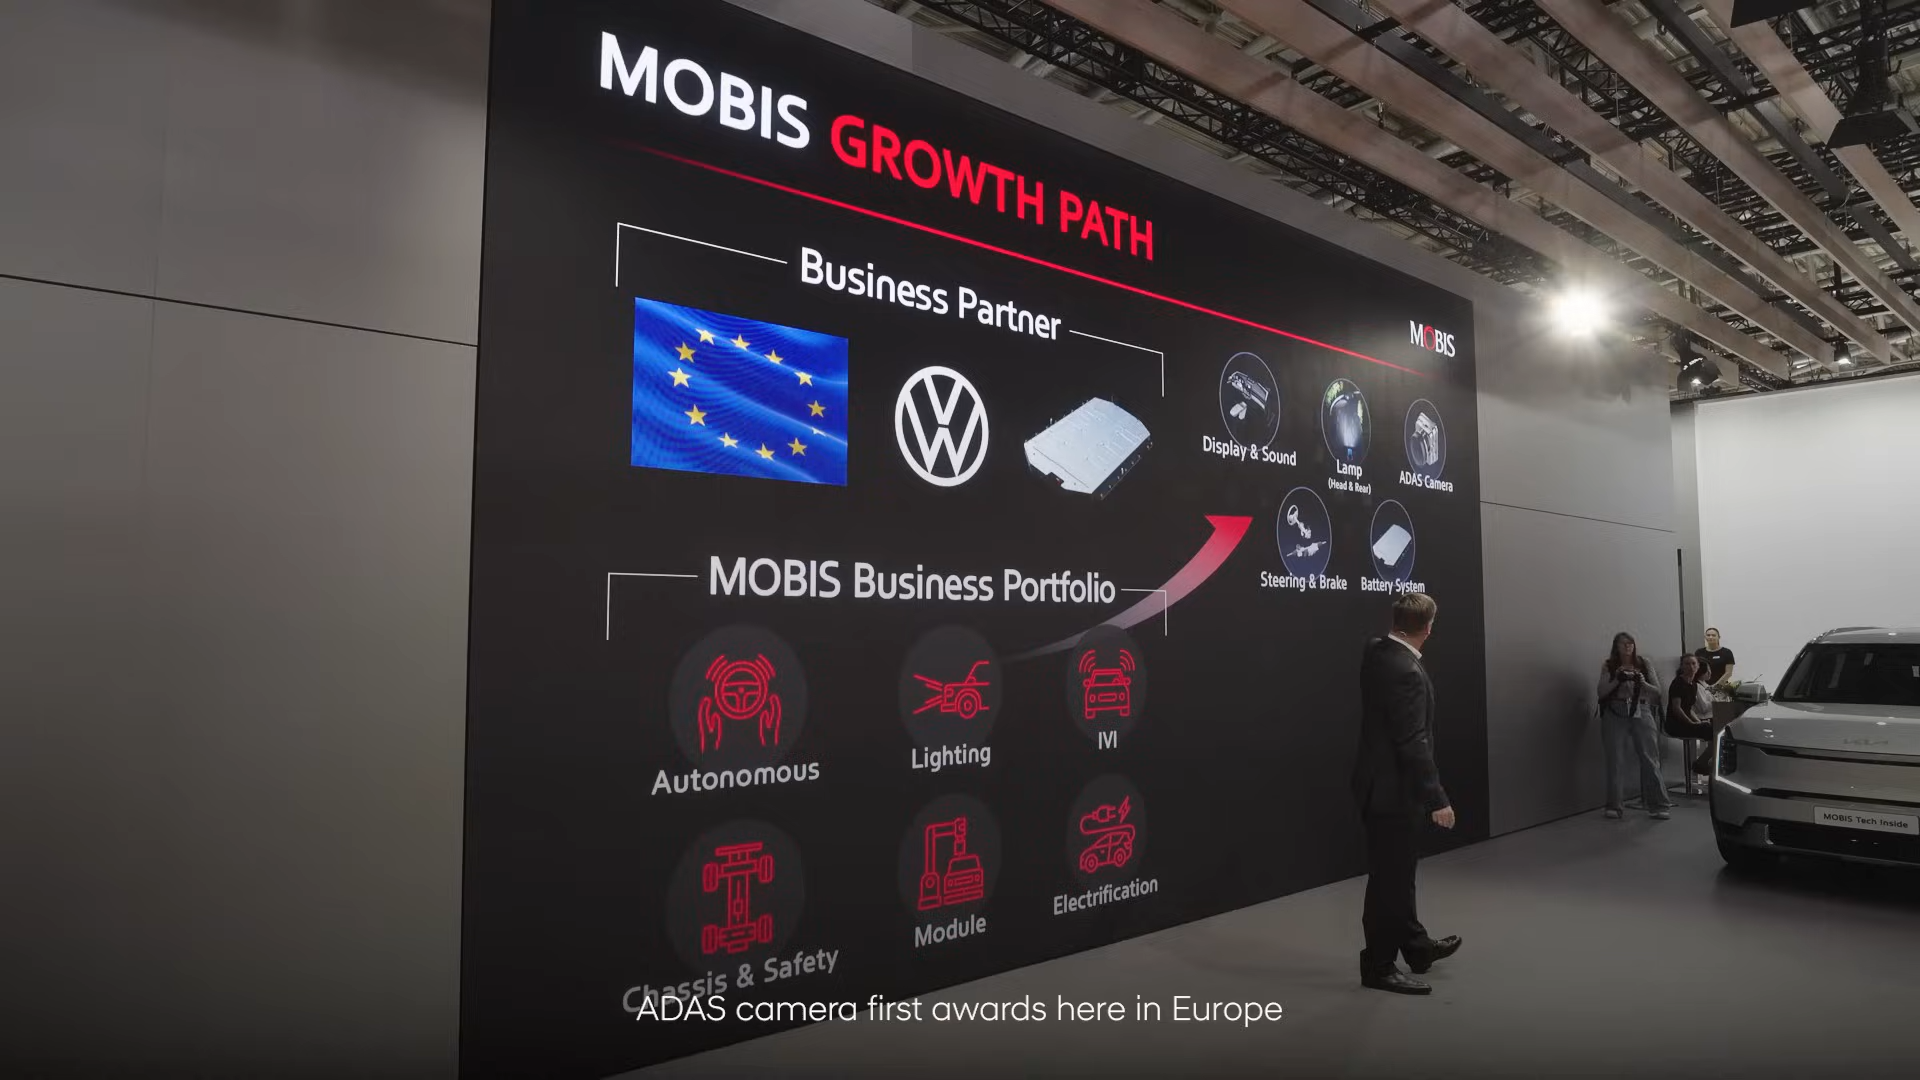 MOBIS GROWTH PATH
MOBIS
Business Partner
Display & Sound
Lamp
(Head & Rear)
ADAS Camera
Steering & Brake
Battery System
MOBIS Business Portfolio
Autonomous
Lighting
IVI
Chassis & Safety
Module
Electrification
KIA
MOBIS Tech Inside
ADAS camera first awards here in Europe